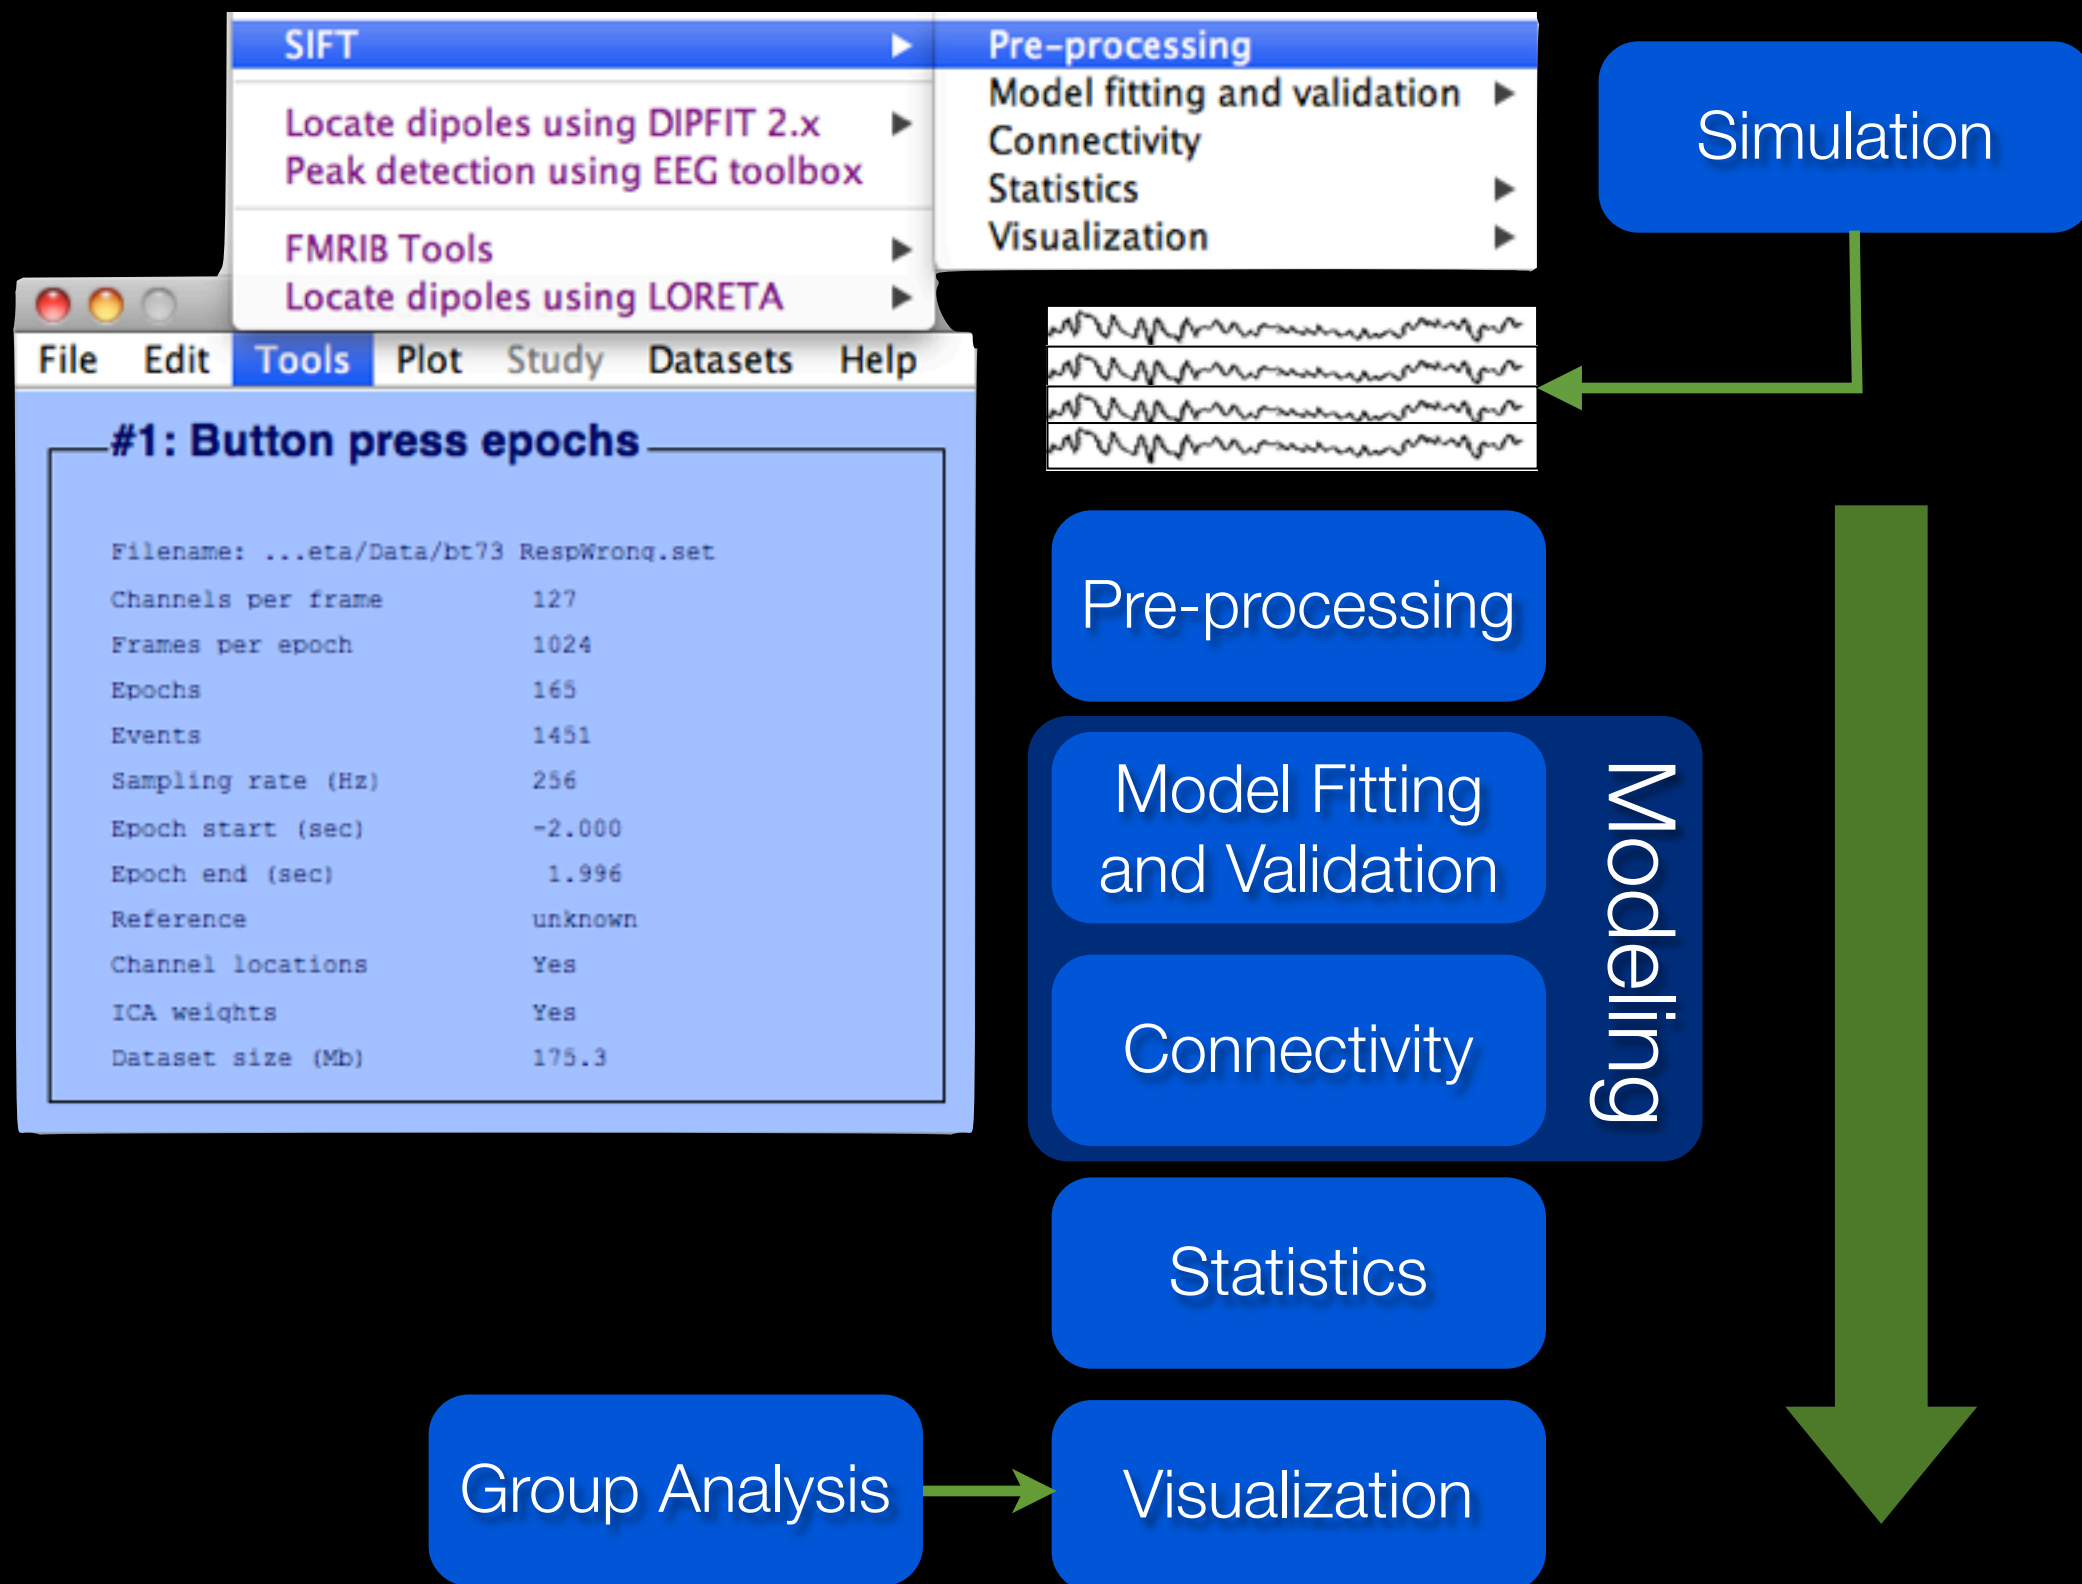 SIFT
Locate dipoles using DIPFIT 2.x
Peak detection using EEG toolbox
FMRIB Tools
Locate dipoles using LORETA
Pre-processing
Model fitting and validation
Connectivity
Statistics
Visualization
File Edit Tools Plot Study Datasets Help
#1: Button press epochs
Filename: ...eta/Data/bt73 RespWrong.set
Channels per frame 127
Frames per epoch 1024
Epochs 165
Events 1451
Sampling rate (Hz) 256
Epoch start (sec) -2.000
Epoch end (sec) 1.996
Reference unknown
Channel locations Yes
ICA weights Yes
Dataset size (Mb) 175.3
Simulation
Pre-processing
Model Fitting
and Validation
Connectivity
Modeling
Statistics
Group Analysis
Visualization